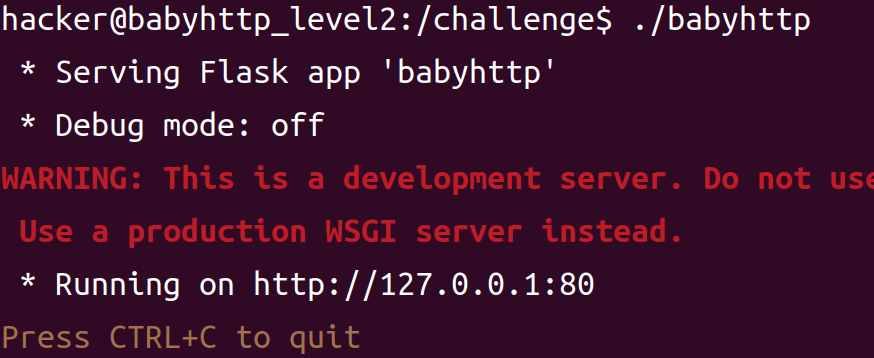 hacker@babyhttp_level2:/challenge$ ./babyhttp
* Serving Flask app 'babyhttp'
* Debug mode: off
WARNING: This is a development server. Do not use
Use a production WSGI server instead.
* Running on http://127.0.0.1:80
Press CTRL+C to quit